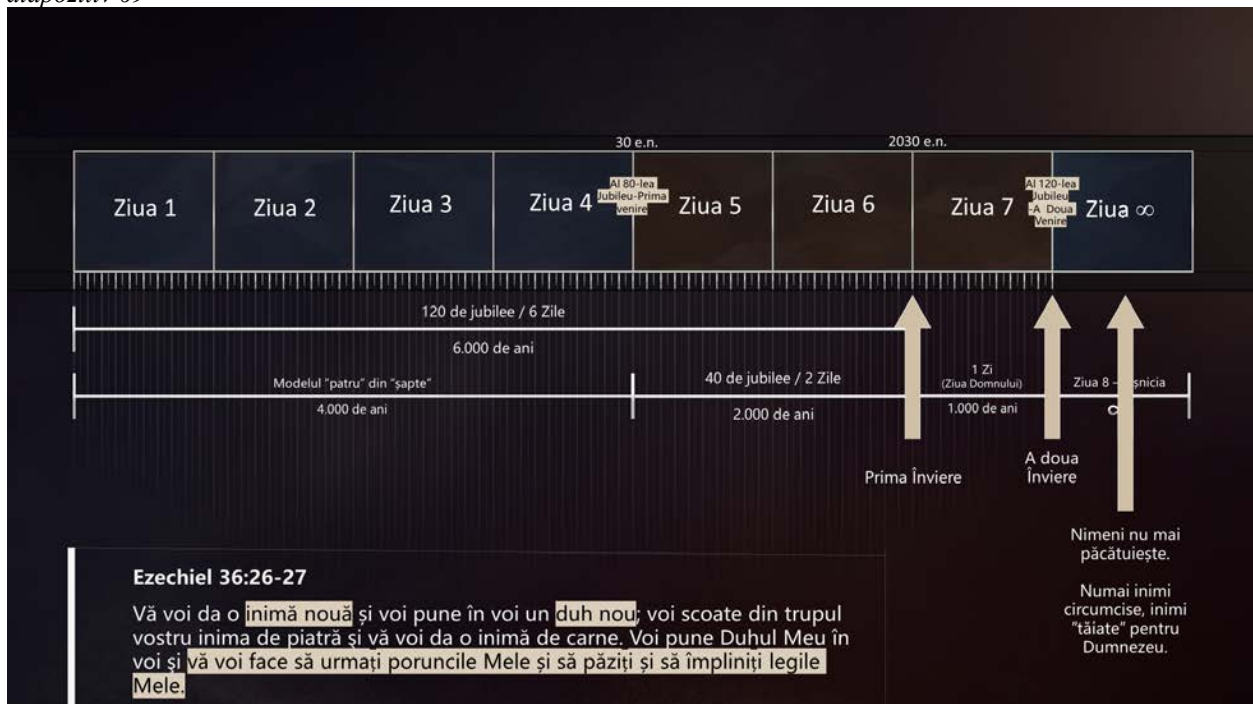 30 e.n.
2030 e.n.
Ziua 1
Ziua 2
Ziua 3
Ziua 4
Al 80-lea
Jubileu-Prima
venire
Ziua 5
Ziua 6
Ziua 7
Al 120-lea
Jubileu
-A Doua
Venire
Ziua ∞
120 de jubilee / 6 Zile
6.000 de ani
Modelul "patru" din "șapte"
4.000 de ani
40 de jubilee / 2 Zile
2.000 de ani
1 Zi
(Ziua Domnului)
1.000 de ani
Ziua 8 –
Prima Înviere
A doua
Înviere
Nimeni nu mai
păcătuiește.
Numai inimi
circumcise, inimi
"tăiate" pentru
Dumnezeu.
Ezechiel 36:26-27
Vă voi da o inimă nouă și voi pune în voi un duh nou; voi scoate din trupul
vostru inima de piatră şi vă voi da o inimă de carne. Voi pune Duhul Meu în
voi şi vă voi face să urmați poruncile Mele și să păziți și să împliniți legile
Mele.